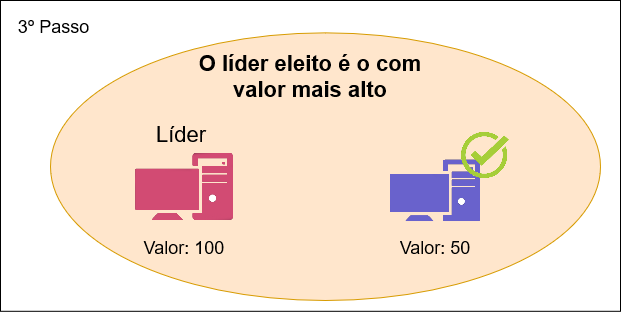 3º Passo
O líder eleito é o com
valor mais alto
Líder
Valor: 100
Valor: 50